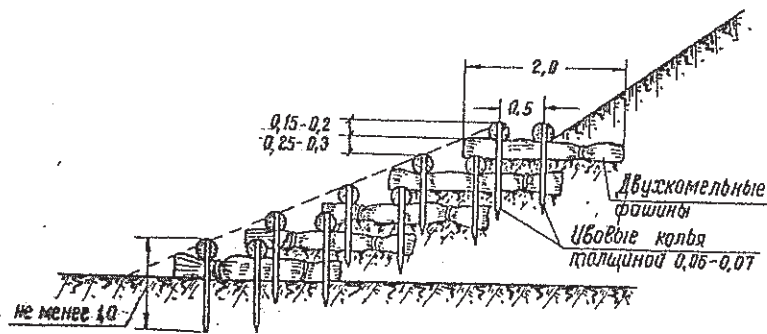 2,0
0,5
0,15-0,2
0,25-0,3
Двухкомельные
фашины
Ивовые колья
толщиной 0,06-0,07
не менее 1,0